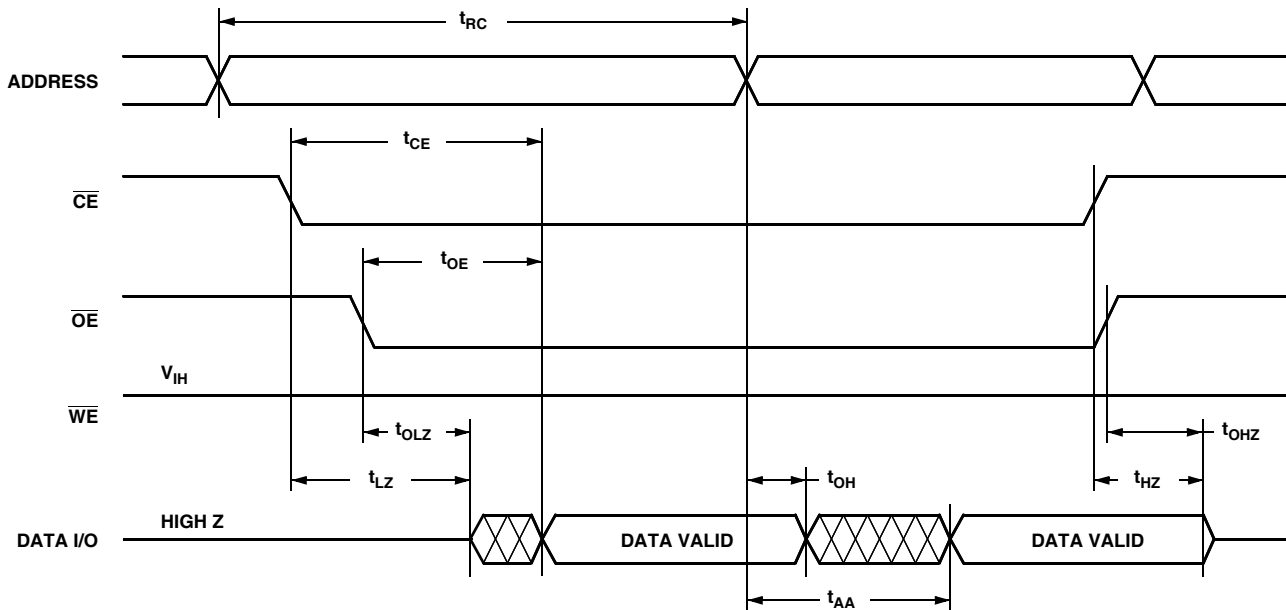 tRC
ADDRESS
tCE
CE
tOE
OE
VIH
WE
tOLZ
tOHZ
tLZ
tOH
tHZ
HIGH Z
DATA I/O
DATA VALID
DATA VALID
tAA